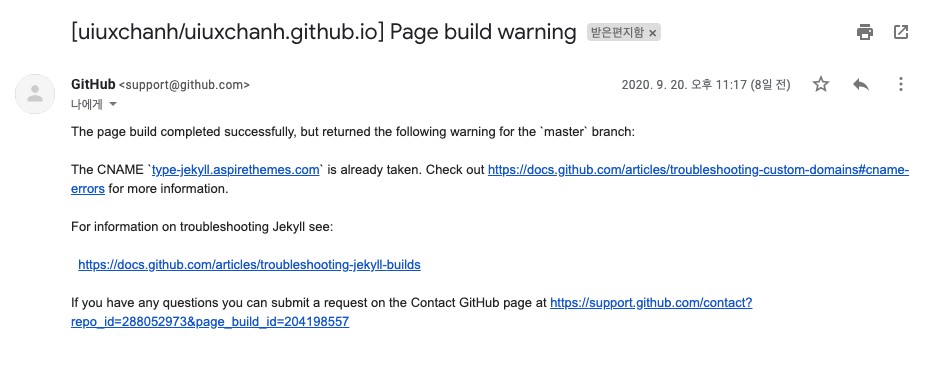 [uiuxchanh/uiuxchanh.github.io] Page build warning 받은편지함 ×
GitHub <support@github.com> 2020. 9. 20. 오후 11:17 (8일 전)
나에게
The page build completed successfully, but returned the following warning for the `master` branch:
The CNAME `type-jekyll.aspirethemes.com` is already taken. Check out https://docs.github.com/articles/troubleshooting-custom-domains#cname-
errors for more information.
For information on troubleshooting Jekyll see:
https://docs.github.com/articles/troubleshooting-jekyll-builds
If you have any questions you can submit a request on the Contact GitHub page at https://support.github.com/contact?
repo_id=288052973&page_build_id=204198557